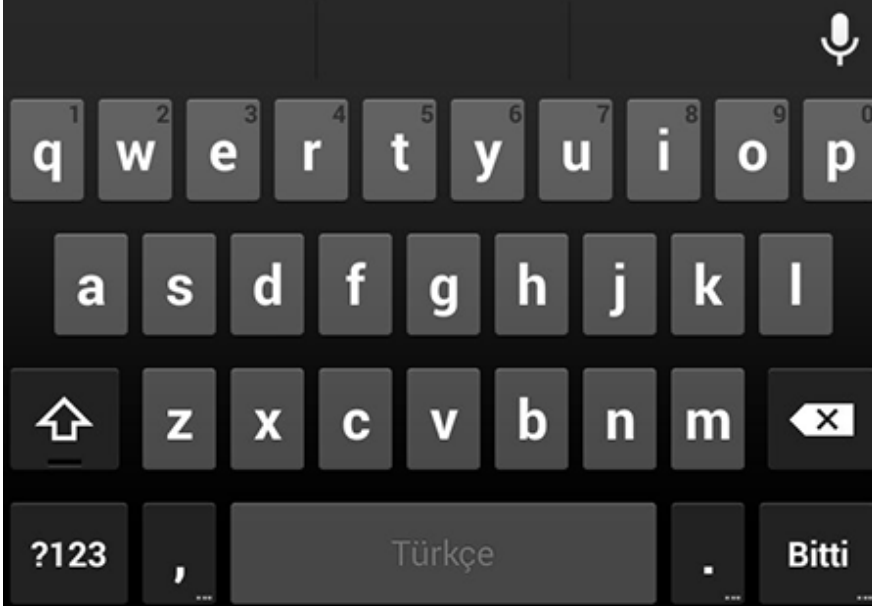 1 2 3 4 5 6 7 8 9 0
q w e r t y u i o p
a s d f g h j k l
z x c v b n m
?123 , Türkçe . Bitti